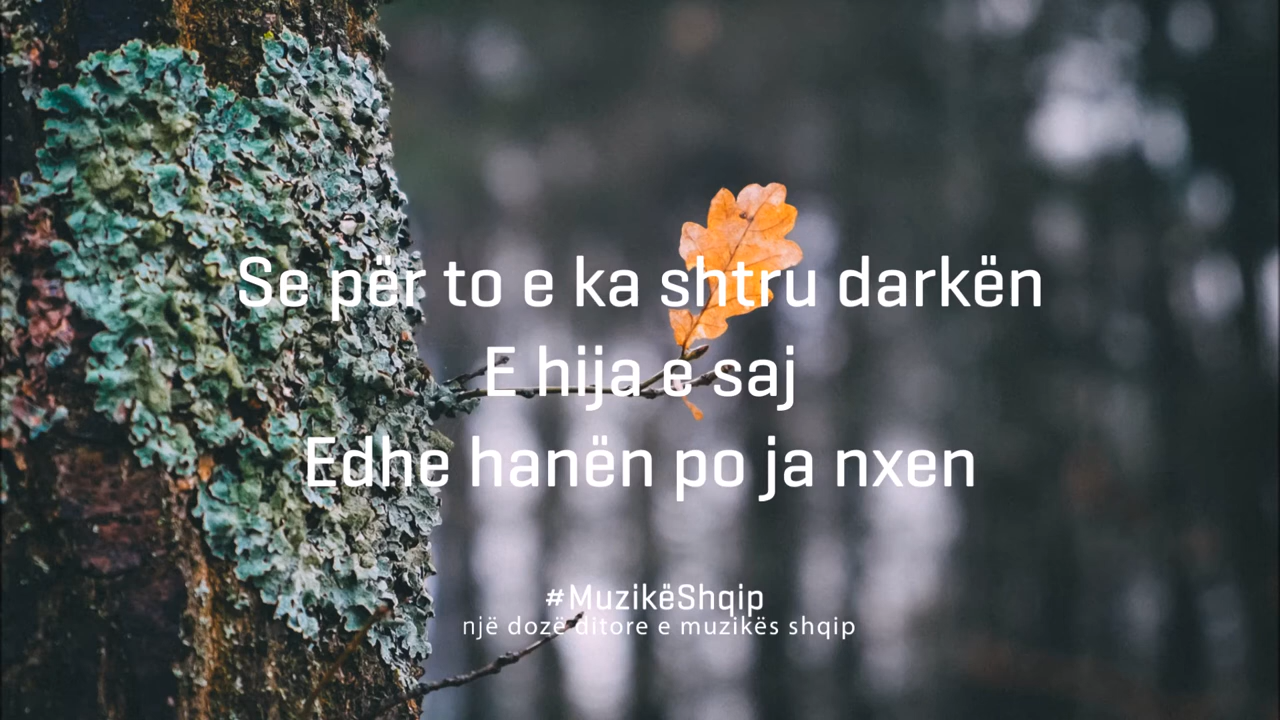 Se për to e ka shtru darkën
E hija e saj
Edhe hanën po ja nxen
#MuzikëShqip
një dozë ditore e muzikës shqip